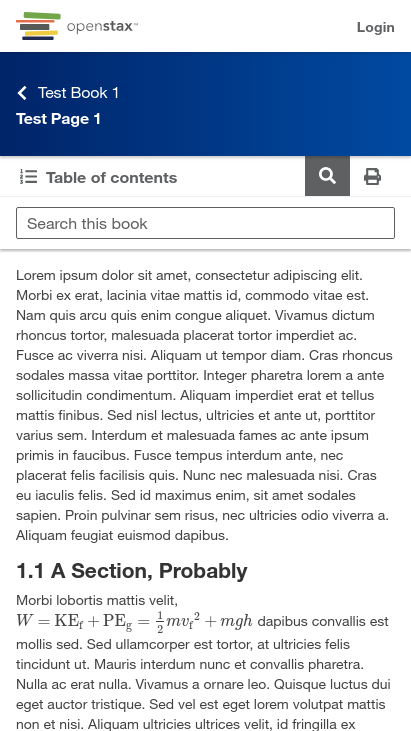 openstax™
Login
Test Book 1
Test Page 1
Table of contents
Search this book
Lorem ipsum dolor sit amet, consectetur adipiscing elit.
Morbi ex erat, lacinia vitae mattis id, commodo vitae est.
Nam quis arcu quis enim congue aliquet. Vivamus dictum
rhoncus tortor, malesuada placerat tortor imperdiet ac.
Fusce ac viverra nisi. Aliquam ut tempor diam. Cras rhoncus
sodales massa vitae porttitor. Integer pharetra lorem a ante
sollicitudin condimentum. Aliquam imperdiet erat et tellus
mattis finibus. Sed nisl lectus, ultricies et ante ut, porttitor
varius sem. Interdum et malesuada fames ac ante ipsum
primis in faucibus. Fusce tempus interdum ante, nec
placerat felis facilisis quis. Nunc nec malesuada nisi. Cras
eu iaculis felis. Sed id maximus enim, sit amet sodales
sapien. Proin pulvinar sem risus, nec ultricies odio viverra a.
Aliquam feugiat euismod dapibus.
1.1 A Section, Probably
Morbi lobortis mattis velit,
W = KE_f + PE_g = 1/2 mv_f² + mgh dapibus convallis est
mollis sed. Sed ullamcorper est tortor, at ultricies felis
tincidunt ut. Mauris interdum nunc et convallis pharetra.
Nulla ac erat nulla. Vivamus a ornare leo. Quisque luctus dui
eget auctor tristique. Sed vel est eget lorem volutpat mattis
non et nisi. Aliquam ultricies ultrices velit, id fringilla ex